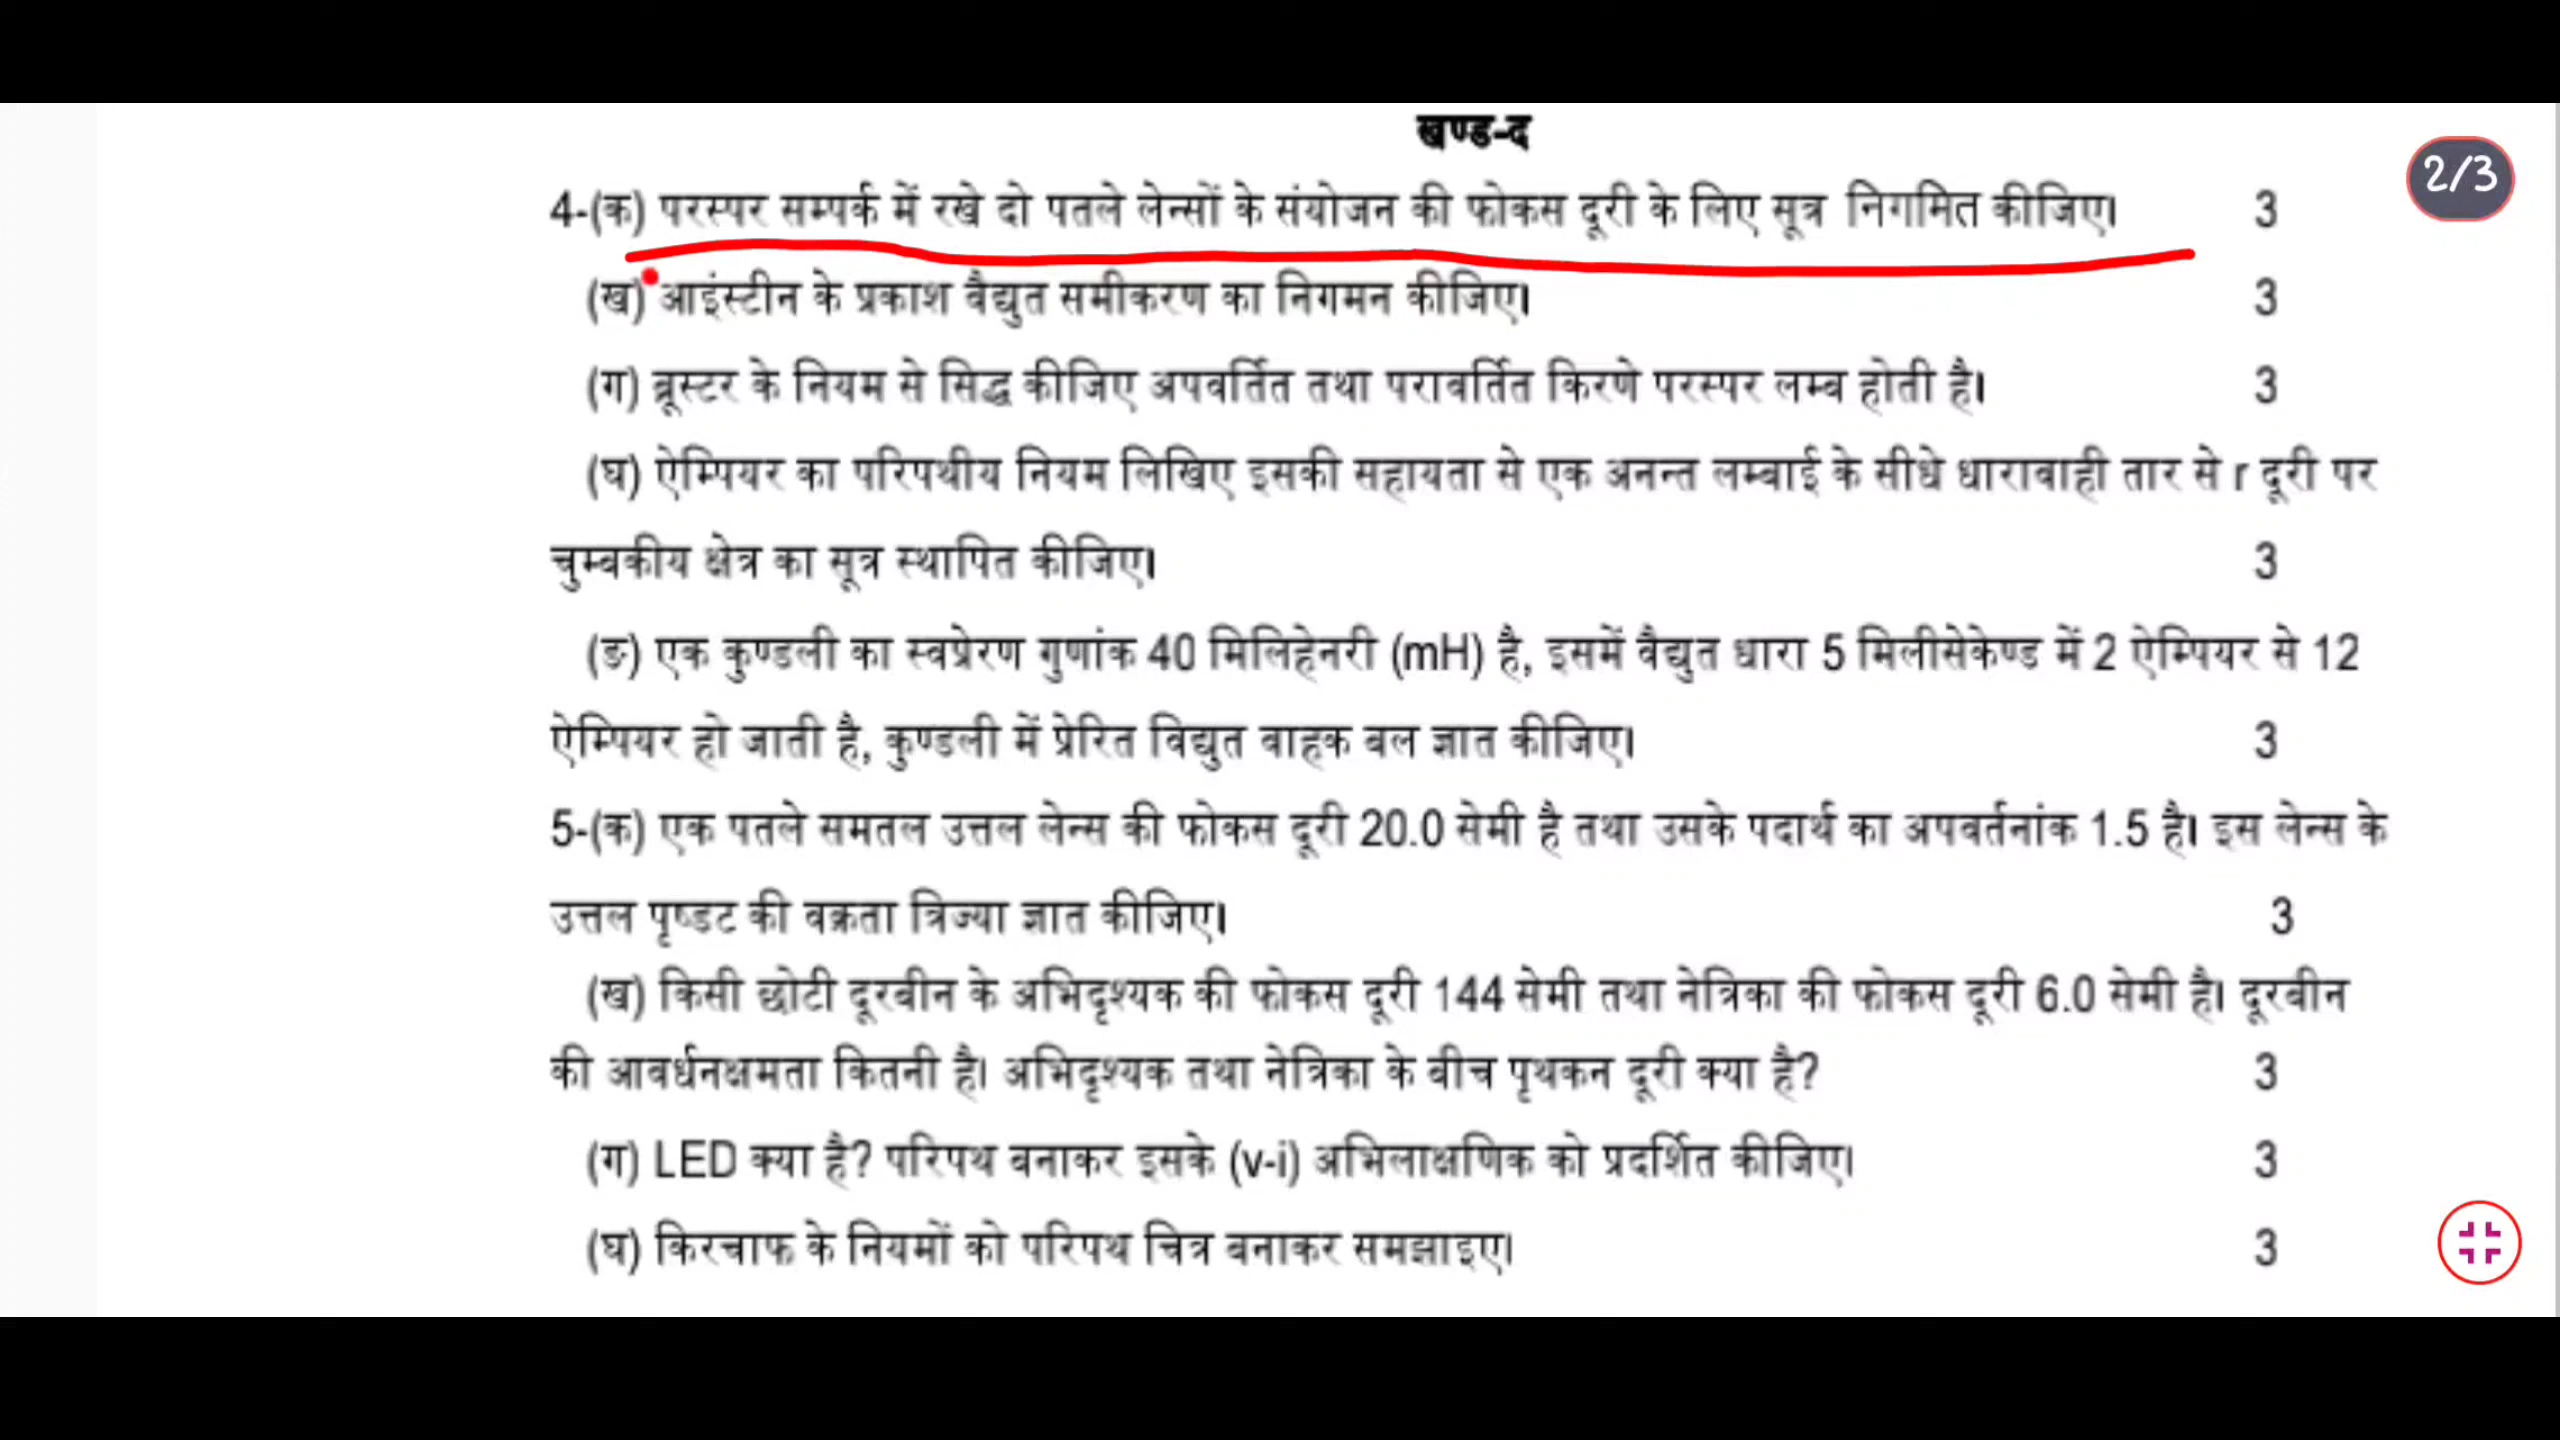 खण्ड-द
2/3
4-(क) परस्पर सम्पर्क में रखे दो पतले लेन्सों के संयोजन की फोकस दूरी के लिए सूत्र निगमित कीजिए। 3
(ख) आइंस्टीन के प्रकाश वैद्युत समीकरण का निगमन कीजिए। 3
(ग) ब्रूस्टर के नियम से सिद्ध कीजिए अपवर्तित तथा परावर्तित किरणे परस्पर लम्ब होती है। 3
(घ) ऐम्पियर का परिपथीय नियम लिखिए इसकी सहायता से एक अनन्त लम्बाई के सीधे धारावाही तार से r दूरी पर
चुम्बकीय क्षेत्र का सूत्र स्थापित कीजिए। 3
(ङ) एक कुण्डली का स्वप्रेरण गुणांक 40 मिलिहेनरी (mH) है, इसमें वैद्युत धारा 5 मिलीसेकेण्ड में 2 ऐम्पियर से 12
ऐम्पियर हो जाती है, कुण्डली में प्रेरित विद्युत वाहक बल ज्ञात कीजिए। 3
5-(क) एक पतले समतल उत्तल लेन्स की फोकस दूरी 20.0 सेमी है तथा उसके पदार्थ का अपवर्तनांक 1.5 है। इस लेन्स के
उत्तल पृष्डट की वक्रता त्रिज्या ज्ञात कीजिए। 3
(ख) किसी छोटी दूरबीन के अभिदृश्यक की फोकस दूरी 144 सेमी तथा नेत्रिका की फोकस दूरी 6.0 सेमी है। दूरबीन
की आवर्धनक्षमता कितनी है। अभिदृश्यक तथा नेत्रिका के बीच पृथकन दूरी क्या है? 3
(ग) LED क्या है? परिपथ बनाकर इसके (v-i) अभिलाक्षणिक को प्रदर्शित कीजिए। 3
(घ) किरचाफ के नियमों को परिपथ चित्र बनाकर समझाइए। 3